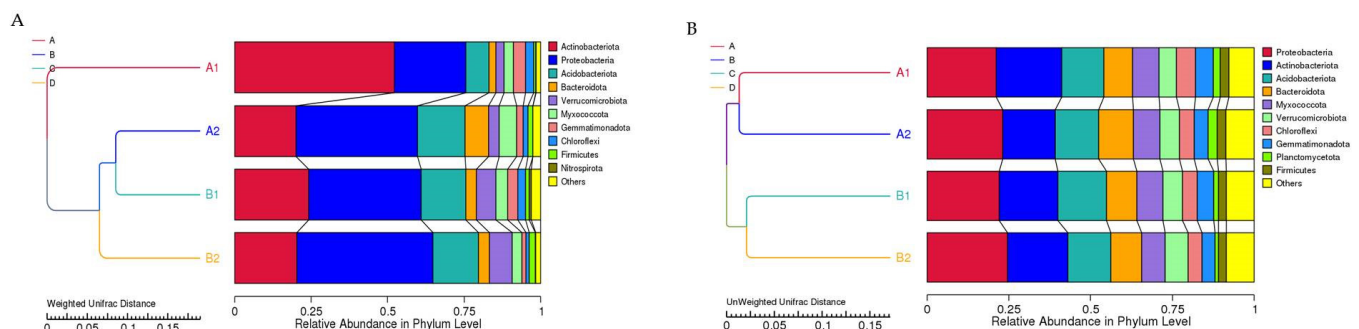 A
A
B
C
D
A1
A2
B1
B2
Actinobacteriota
Proteobacteria
Acidobacteriota
Bacteroidota
Verrucomicrobiota
Myxococcota
Gemmatimonadota
Chloroflexi
Firmicutes
Nitrospirota
Others
Weighted Unifrac Distance
0 0.05 0.1 0.15
0 0.25 0.5 0.75 1
Relative Abundance in Phylum Level
B
A
B
C
D
A1
A2
B1
B2
Proteobacteria
Actinobacteriota
Acidobacteriota
Bacteroidota
Myxococcota
Verrucomicrobiota
Chloroflexi
Gemmatimonadota
Planctomycetota
Firmicutes
Others
UnWeighted Unifrac Distance
0 0.05 0.1 0.15
0 0.25 0.5 0.75 1
Relative Abundance in Phylum Level